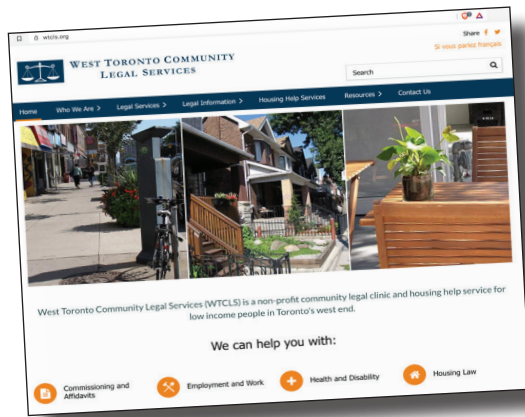 wtcls.org
Share
Si vous parlez français
WEST TORONTO COMMUNITY
LEGAL SERVICES
Search
Home Who We Are Legal Services Legal Information Housing Help Services Resources Contact Us
West Toronto Community Legal Services (WTCLS) is a non-profit community legal clinic and housing help service for
low income people in Toronto's west end.
We can help you with:
Commissioning and
Affidavits
Employment and Work
Health and Disability
Housing Law